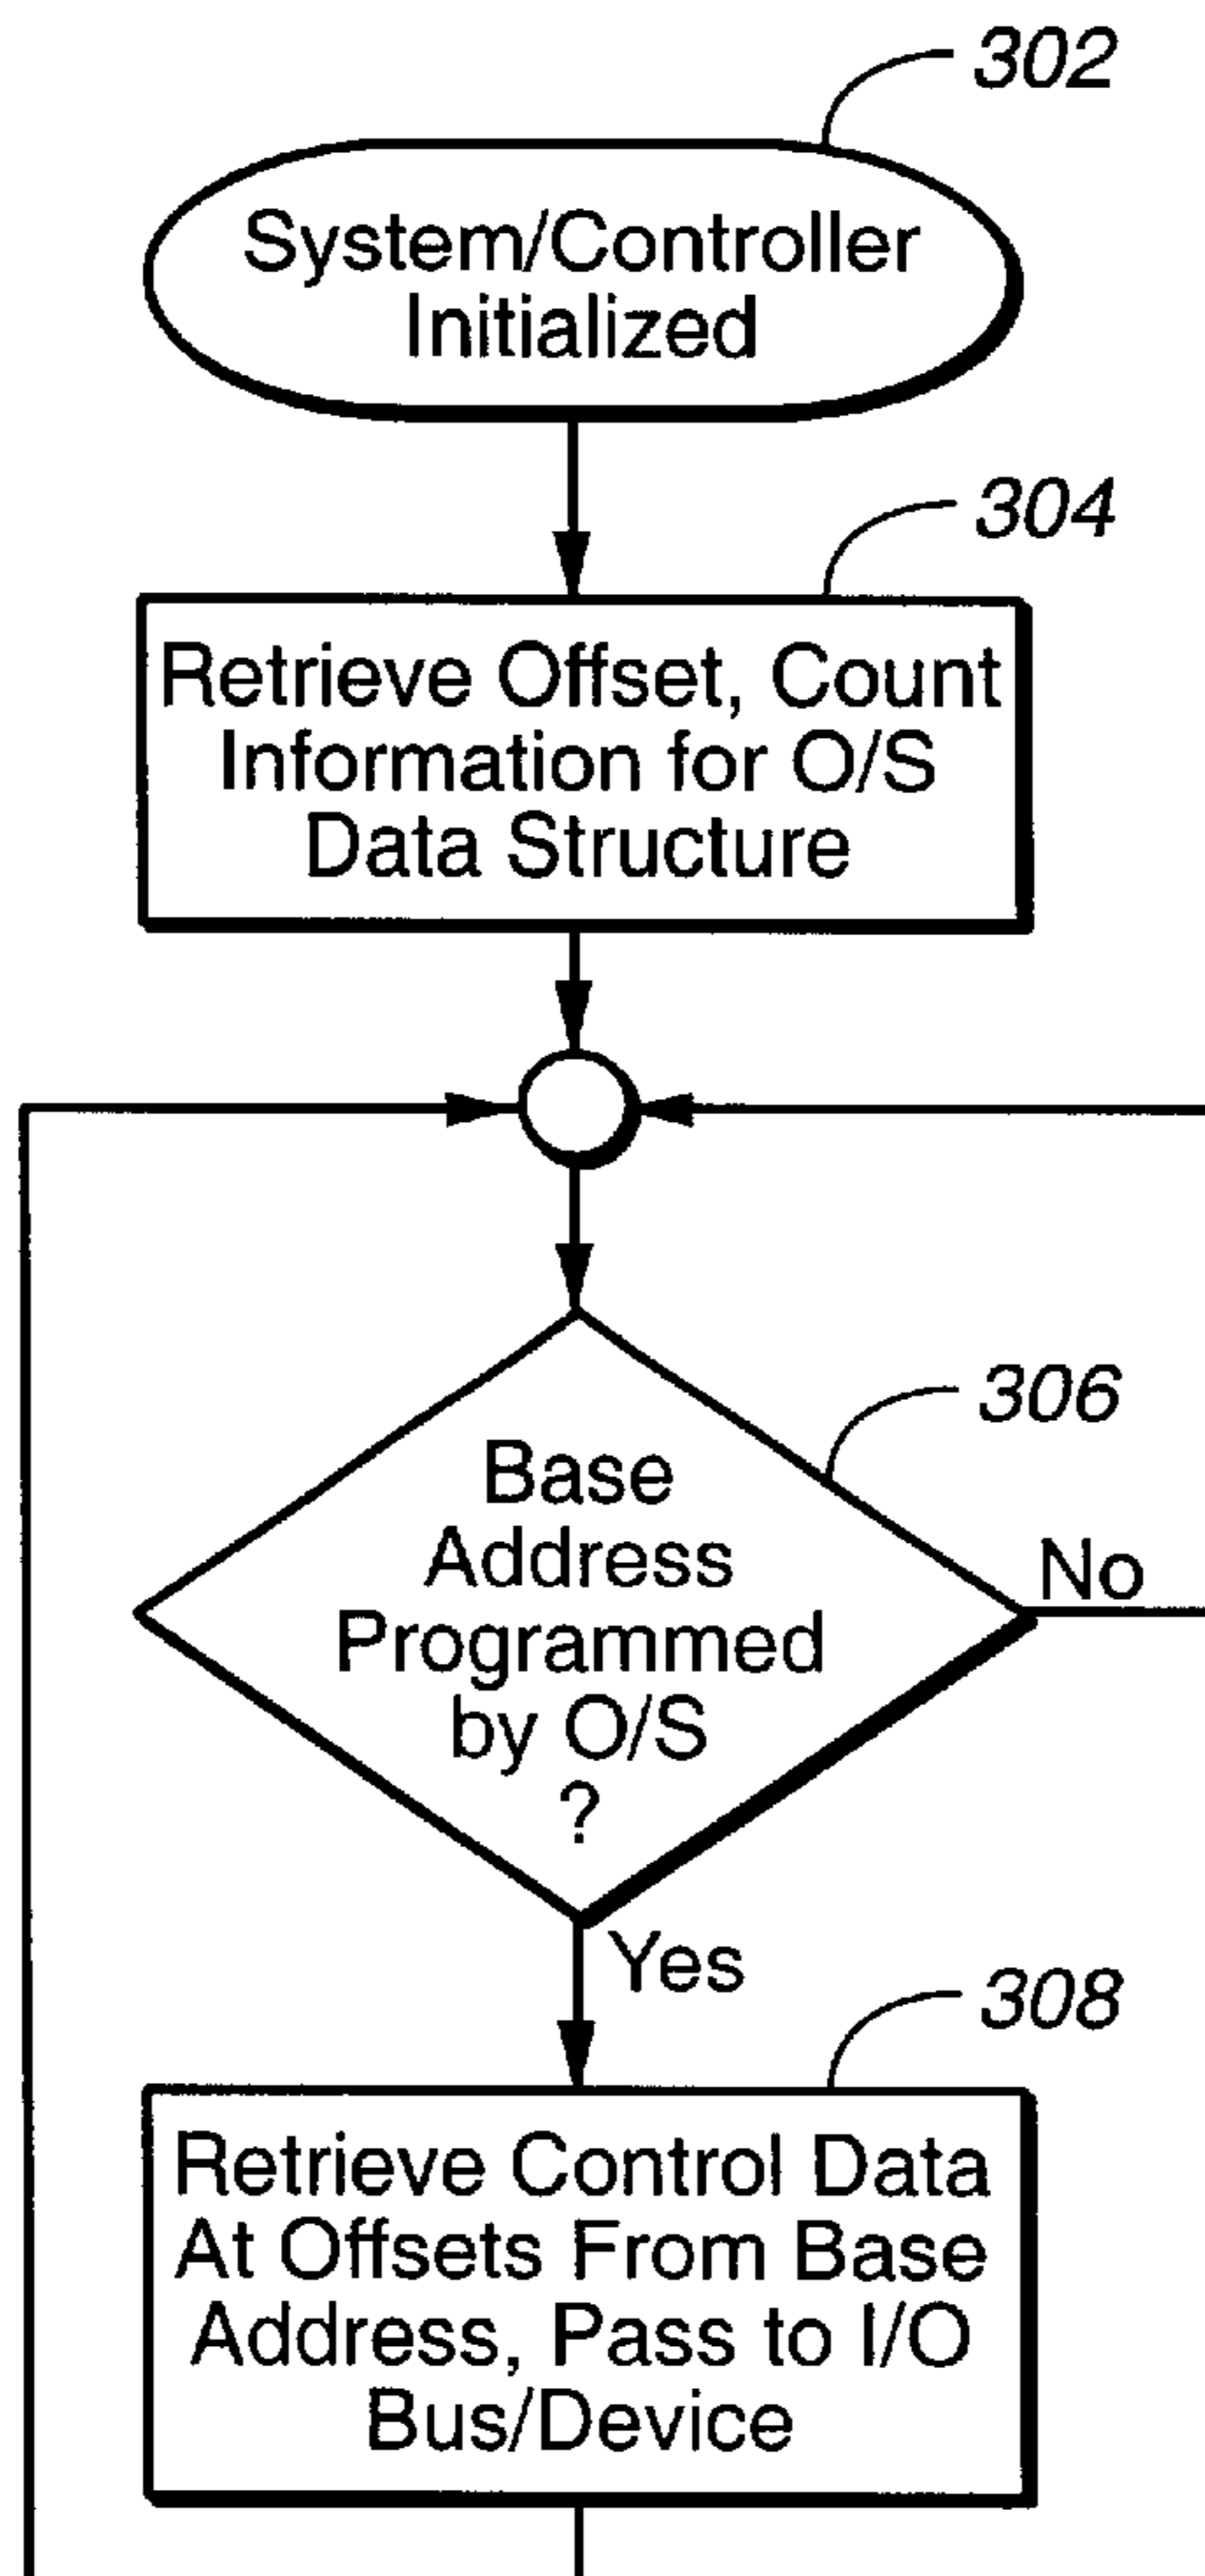 302
System/Controller
Initialized
304
Retrieve Offset, Count
Information for O/S
Data Structure
306
Base
Address
Programmed
by O/S
?
No
Yes
308
Retrieve Control Data
At Offsets From Base
Address, Pass to I/O
Bus/Device